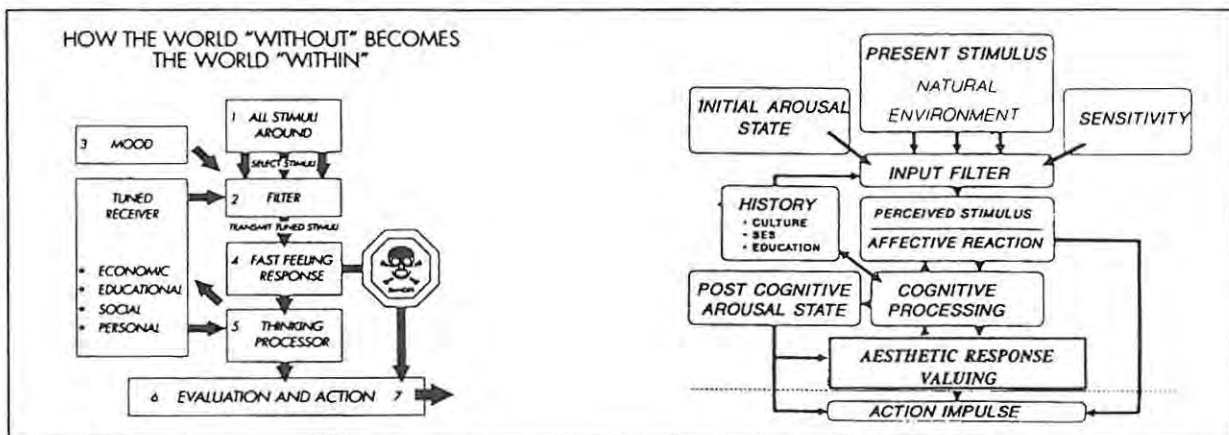 HOW THE WORLD "WITHOUT" BECOMES
THE WORLD "WITHIN"
1 ALL STIMULI
AROUND
3 MOOD
SELECT STIMULI
TUNED
RECEIVER
2 FILTER
TRANSMIT TUNED STIMULI
4 FAST FEELING
RESPONSE
DANGER
• ECONOMIC
• EDUCATIONAL
• SOCIAL
• PERSONAL
5 THINKING
PROCESSOR
6 EVALUATION AND ACTION 7
PRESENT STIMULUS
NATURAL
ENVIRONMENT
INITIAL AROUSAL
STATE
SENSITIVITY
INPUT FILTER
HISTORY
• CULTURE
• SES
• EDUCATION
PERCEIVED STIMULUS
AFFECTIVE REACTION
POST COGNITIVE
AROUSAL STATE
COGNITIVE
PROCESSING
AESTHETIC RESPONSE
VALUING
ACTION IMPULSE